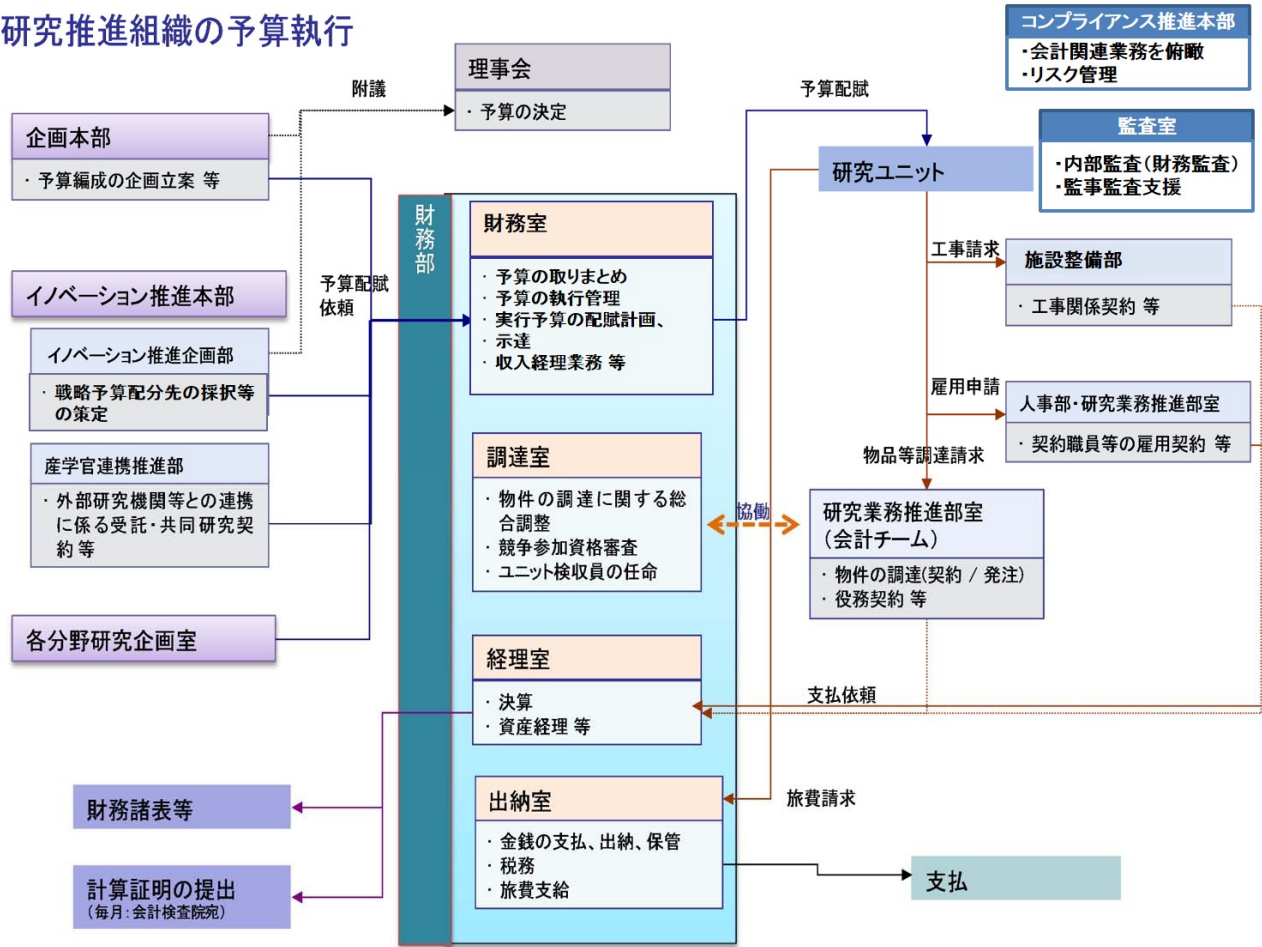 研究推進組織の予算執行
コンプライアンス推進本部
・会計関連業務を俯瞰
・リスク管理
監査室
・内部監査(財務監査)
・監事監査支援
理事会
・ 予算の決定
附議
企画本部
・ 予算編成の企画立案 等
イノベーション推進本部
イノベーション推進企画部
・ 戦略予算配分先の採択等
の策定
産学官連携推進部
・ 外部研究機関等との連携
に係る受託・共同研究契
約 等
各分野研究企画室
予算配賦
依頼
財務部
財務室
・ 予算の取りまとめ
・ 予算の執行管理
・ 実行予算の配賦計画、
・ 示達
・ 収入経理業務 等
調達室
・ 物件の調達に関する総
合調整
・ 競争参加資格審査
・ ユニット検収員の任命
経理室
・ 決算
・ 資産経理 等
出納室
・ 金銭の支払、出納、保管
・ 税務
・ 旅費支給
予算配賦
研究ユニット
工事請求
施設整備部
・ 工事関係契約 等
雇用申請
人事部・研究業務推進部室
・ 契約職員等の雇用契約 等
物品等調達請求
協働
研究業務推進部室
(会計チーム)
・ 物件の調達(契約 / 発注)
・ 役務契約 等
支払依頼
旅費請求
支払
財務諸表等
計算証明の提出
(毎月:会計検査院宛)